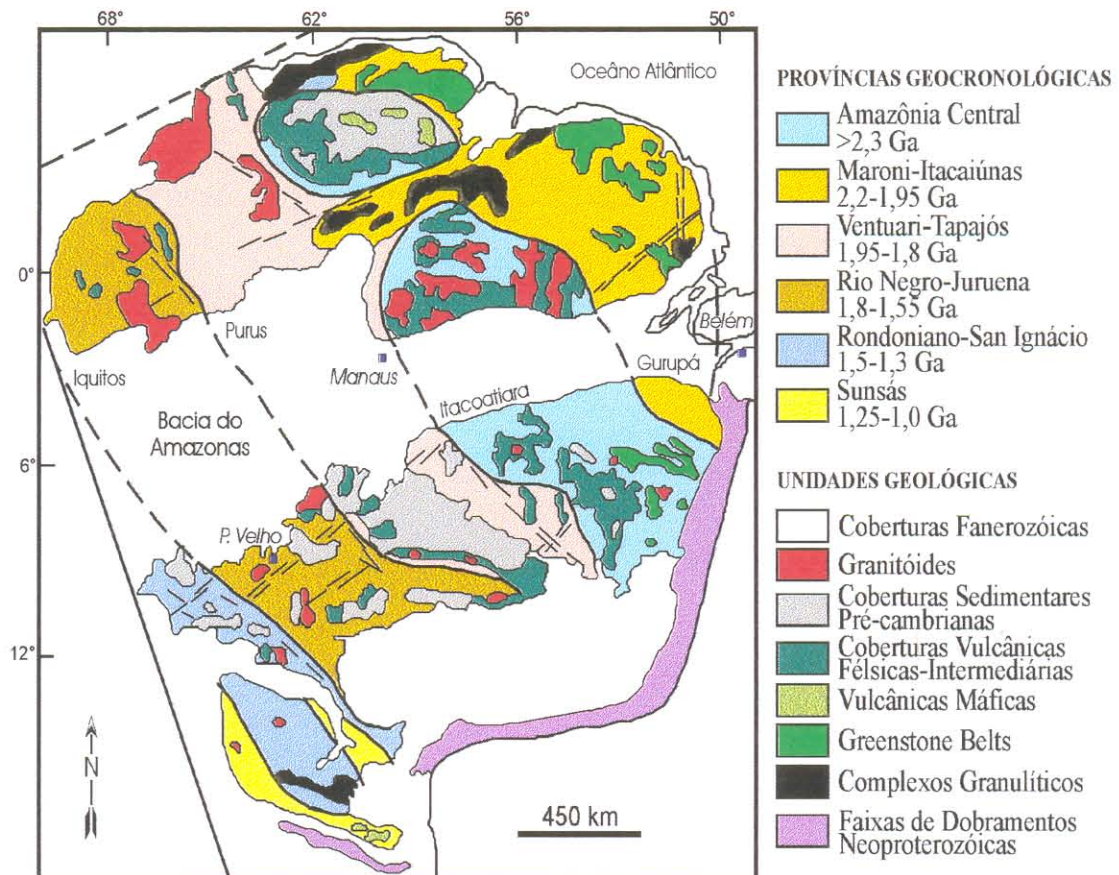 68°
62°
56°
50°
Oceâno Atlântico
0°
6°
12°
Purus
Iquitos
Manaus
Belém
Gurupá
Itacoatiara
Bacia do
Amazonas
P. Velho
N
450 km
PROVÍNCIAS GEOCRONOLÓGICAS
Amazônia Central
>2,3 Ga
Maroni-Itacaiúnas
2,2-1,95 Ga
Ventuari-Tapajós
1,95-1,8 Ga
Rio Negro-Juruena
1,8-1,55 Ga
Rondoniano-San Ignácio
1,5-1,3 Ga
Sunsás
1,25-1,0 Ga
UNIDADES GEOLÓGICAS
Coberturas Fanerozóicas
Granitóides
Coberturas Sedimentares
Pré-cambrianas
Coberturas Vulcânicas
Félsicas-Intermediárias
Vulcânicas Máficas
Greenstone Belts
Complexos Granulíticos
Faixas de Dobramentos
Neoproterozóicas